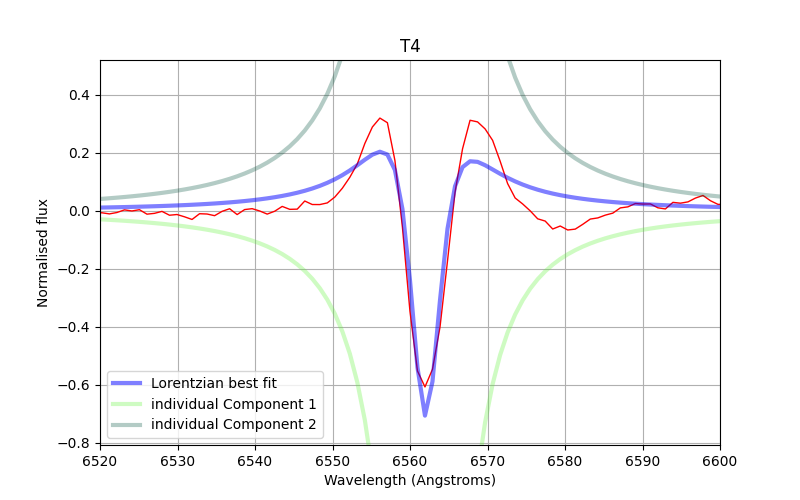 T4
Normalised flux
0.4
0.2
0.0
−0.2
−0.4
−0.6
−0.8
Lorentzian best fit
individual Component 1
individual Component 2
6520 6530 6540 6550 6560 6570 6580 6590 6600
Wavelength (Angstroms)